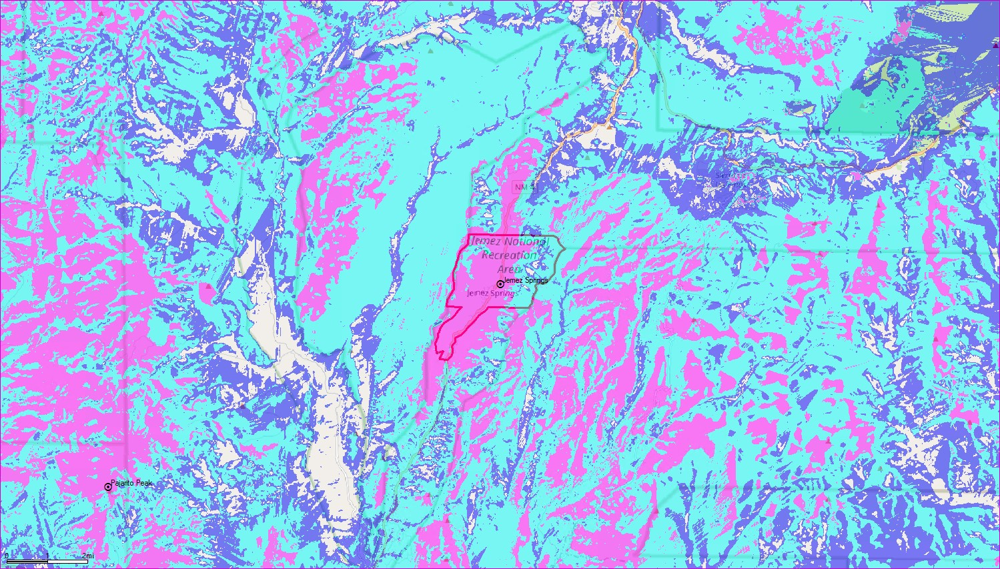 NM 4
Jemez National
Recreation
Area
Jemez Springs
Jemez Springs
Pajarito Peak
0 1 2mi